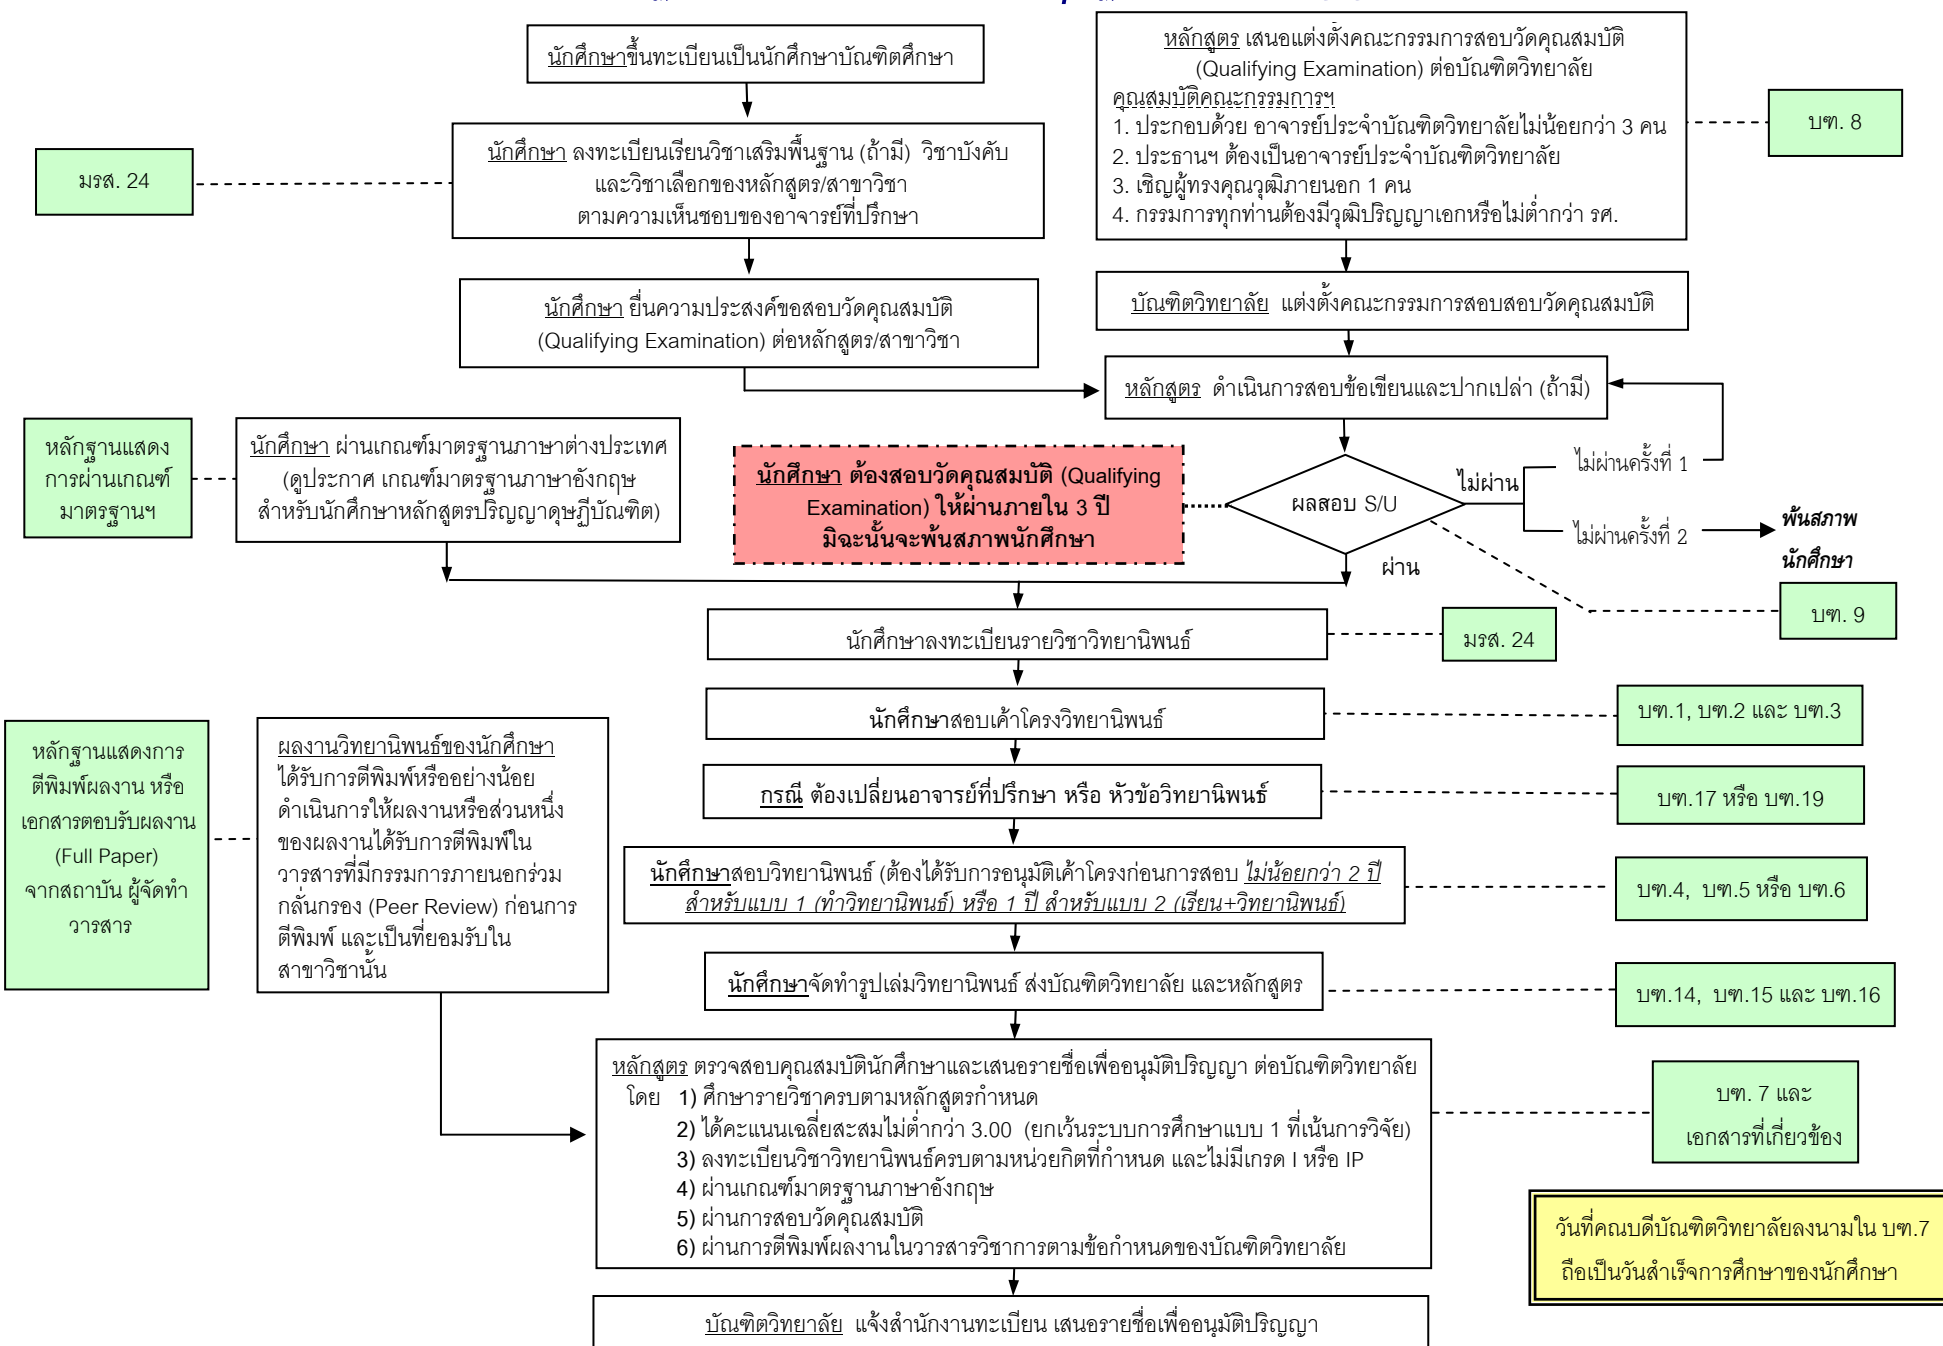 นักศึกษาขึ้นทะเบียนเป็นนักศึกษาบัณฑิตศึกษา
หลักสูตร เสนอแต่งตั้งคณะกรรมการสอบวัดคุณสมบัติ
(Qualifying Examination) ต่อบัณฑิตวิทยาลัย
คุณสมบัติคณะกรรมการฯ
1. ประกอบด้วย อาจารย์ประจำบัณฑิตวิทยาลัยไม่น้อยกว่า 3 คน
2. ประธานฯ ต้องเป็นอาจารย์ประจำบัณฑิตวิทยาลัย
3. เชิญผู้ทรงคุณวุฒิภายนอก 1 คน
4. กรรมการทุกท่านต้องมีวุฒิปริญญาเอกหรือไม่ต่ำกว่า รศ.
บฑ. 8
มรส. 24
นักศึกษา ลงทะเบียนเรียนวิชาเสริมพื้นฐาน (ถ้ามี) วิชาบังคับ
และวิชาเลือกของหลักสูตร/สาขาวิชา
ตามความเห็นชอบของอาจารย์ที่ปรึกษา
นักศึกษา ยื่นความประสงค์ขอสอบวัดคุณสมบัติ
(Qualifying Examination) ต่อหลักสูตร/สาขาวิชา
บัณฑิตวิทยาลัย แต่งตั้งคณะกรรมการสอบสอบวัดคุณสมบัติ
หลักสูตร ดำเนินการสอบข้อเขียนและปากเปล่า (ถ้ามี)
หลักฐานแสดง
การผ่านเกณฑ์
มาตรฐานฯ
นักศึกษา ผ่านเกณฑ์มาตรฐานภาษาต่างประเทศ
(ดูประกาศ เกณฑ์มาตรฐานภาษาอังกฤษ
สำหรับนักศึกษาหลักสูตรปริญญาดุษฎีบัณฑิต)
นักศึกษา ต้องสอบวัดคุณสมบัติ (Qualifying
Examination) ให้ผ่านภายใน 3 ปี
มิฉะนั้นจะพ้นสภาพนักศึกษา
ผลสอบ S/U
ไม่ผ่าน
ไม่ผ่านครั้งที่ 1
ไม่ผ่านครั้งที่ 2
พ้นสภาพ
นักศึกษา
ผ่าน
บฑ. 9
นักศึกษาลงทะเบียนรายวิชาวิทยานิพนธ์
มรส. 24
นักศึกษาสอบเค้าโครงวิทยานิพนธ์
บฑ.1, บฑ.2 และ บฑ.3
กรณี ต้องเปลี่ยนอาจารย์ที่ปรึกษา หรือ หัวข้อวิทยานิพนธ์
บฑ.17 หรือ บฑ.19
หลักฐานแสดงการ
ตีพิมพ์ผลงาน หรือ
เอกสารตอบรับผลงาน
(Full Paper)
จากสถาบัน ผู้จัดทำ
วารสาร
ผลงานวิทยานิพนธ์ของนักศึกษา
ได้รับการตีพิมพ์หรืออย่างน้อย
ดำเนินการให้ผลงานหรือส่วนหนึ่ง
ของผลงานได้รับการตีพิมพ์ใน
วารสารที่มีกรรมการภายนอกร่วม
กลั่นกรอง (Peer Review) ก่อนการ
ตีพิมพ์ และเป็นที่ยอมรับใน
สาขาวิชานั้น
นักศึกษาสอบวิทยานิพนธ์ (ต้องได้รับการอนุมัติเค้าโครงก่อนการสอบ ไม่น้อยกว่า 2 ปี
สำหรับแบบ 1 (ทำวิทยานิพนธ์) หรือ 1 ปี สำหรับแบบ 2 (เรียน+วิทยานิพนธ์)
บฑ.4, บฑ.5 หรือ บฑ.6
นักศึกษาจัดทำรูปเล่มวิทยานิพนธ์ ส่งบัณฑิตวิทยาลัย และหลักสูตร
บฑ.14, บฑ.15 และ บฑ.16
หลักสูตร ตรวจสอบคุณสมบัตินักศึกษาและเสนอรายชื่อเพื่ออนุมัติปริญญา ต่อบัณฑิตวิทยาลัย
โดย 1) ศึกษารายวิชาครบตามหลักสูตรกำหนด
2) ได้คะแนนเฉลี่ยสะสมไม่ต่ำกว่า 3.00 (ยกเว้นระบบการศึกษาแบบ 1 ที่เน้นการวิจัย)
3) ลงทะเบียนวิชาวิทยานิพนธ์ครบตามหน่วยกิตที่กำหนด และไม่มีเกรด I หรือ IP
4) ผ่านเกณฑ์มาตรฐานภาษาอังกฤษ
5) ผ่านการสอบวัดคุณสมบัติ
6) ผ่านการตีพิมพ์ผลงานในวารสารวิชาการตามข้อกำหนดของบัณฑิตวิทยาลัย
บฑ. 7 และ
เอกสารที่เกี่ยวข้อง
วันที่คณบดีบัณฑิตวิทยาลัยลงนามใน บฑ.7
ถือเป็นวันสำเร็จการศึกษาของนักศึกษา
บัณฑิตวิทยาลัย แจ้งสำนักงานทะเบียน เสนอรายชื่อเพื่ออนุมัติปริญญา